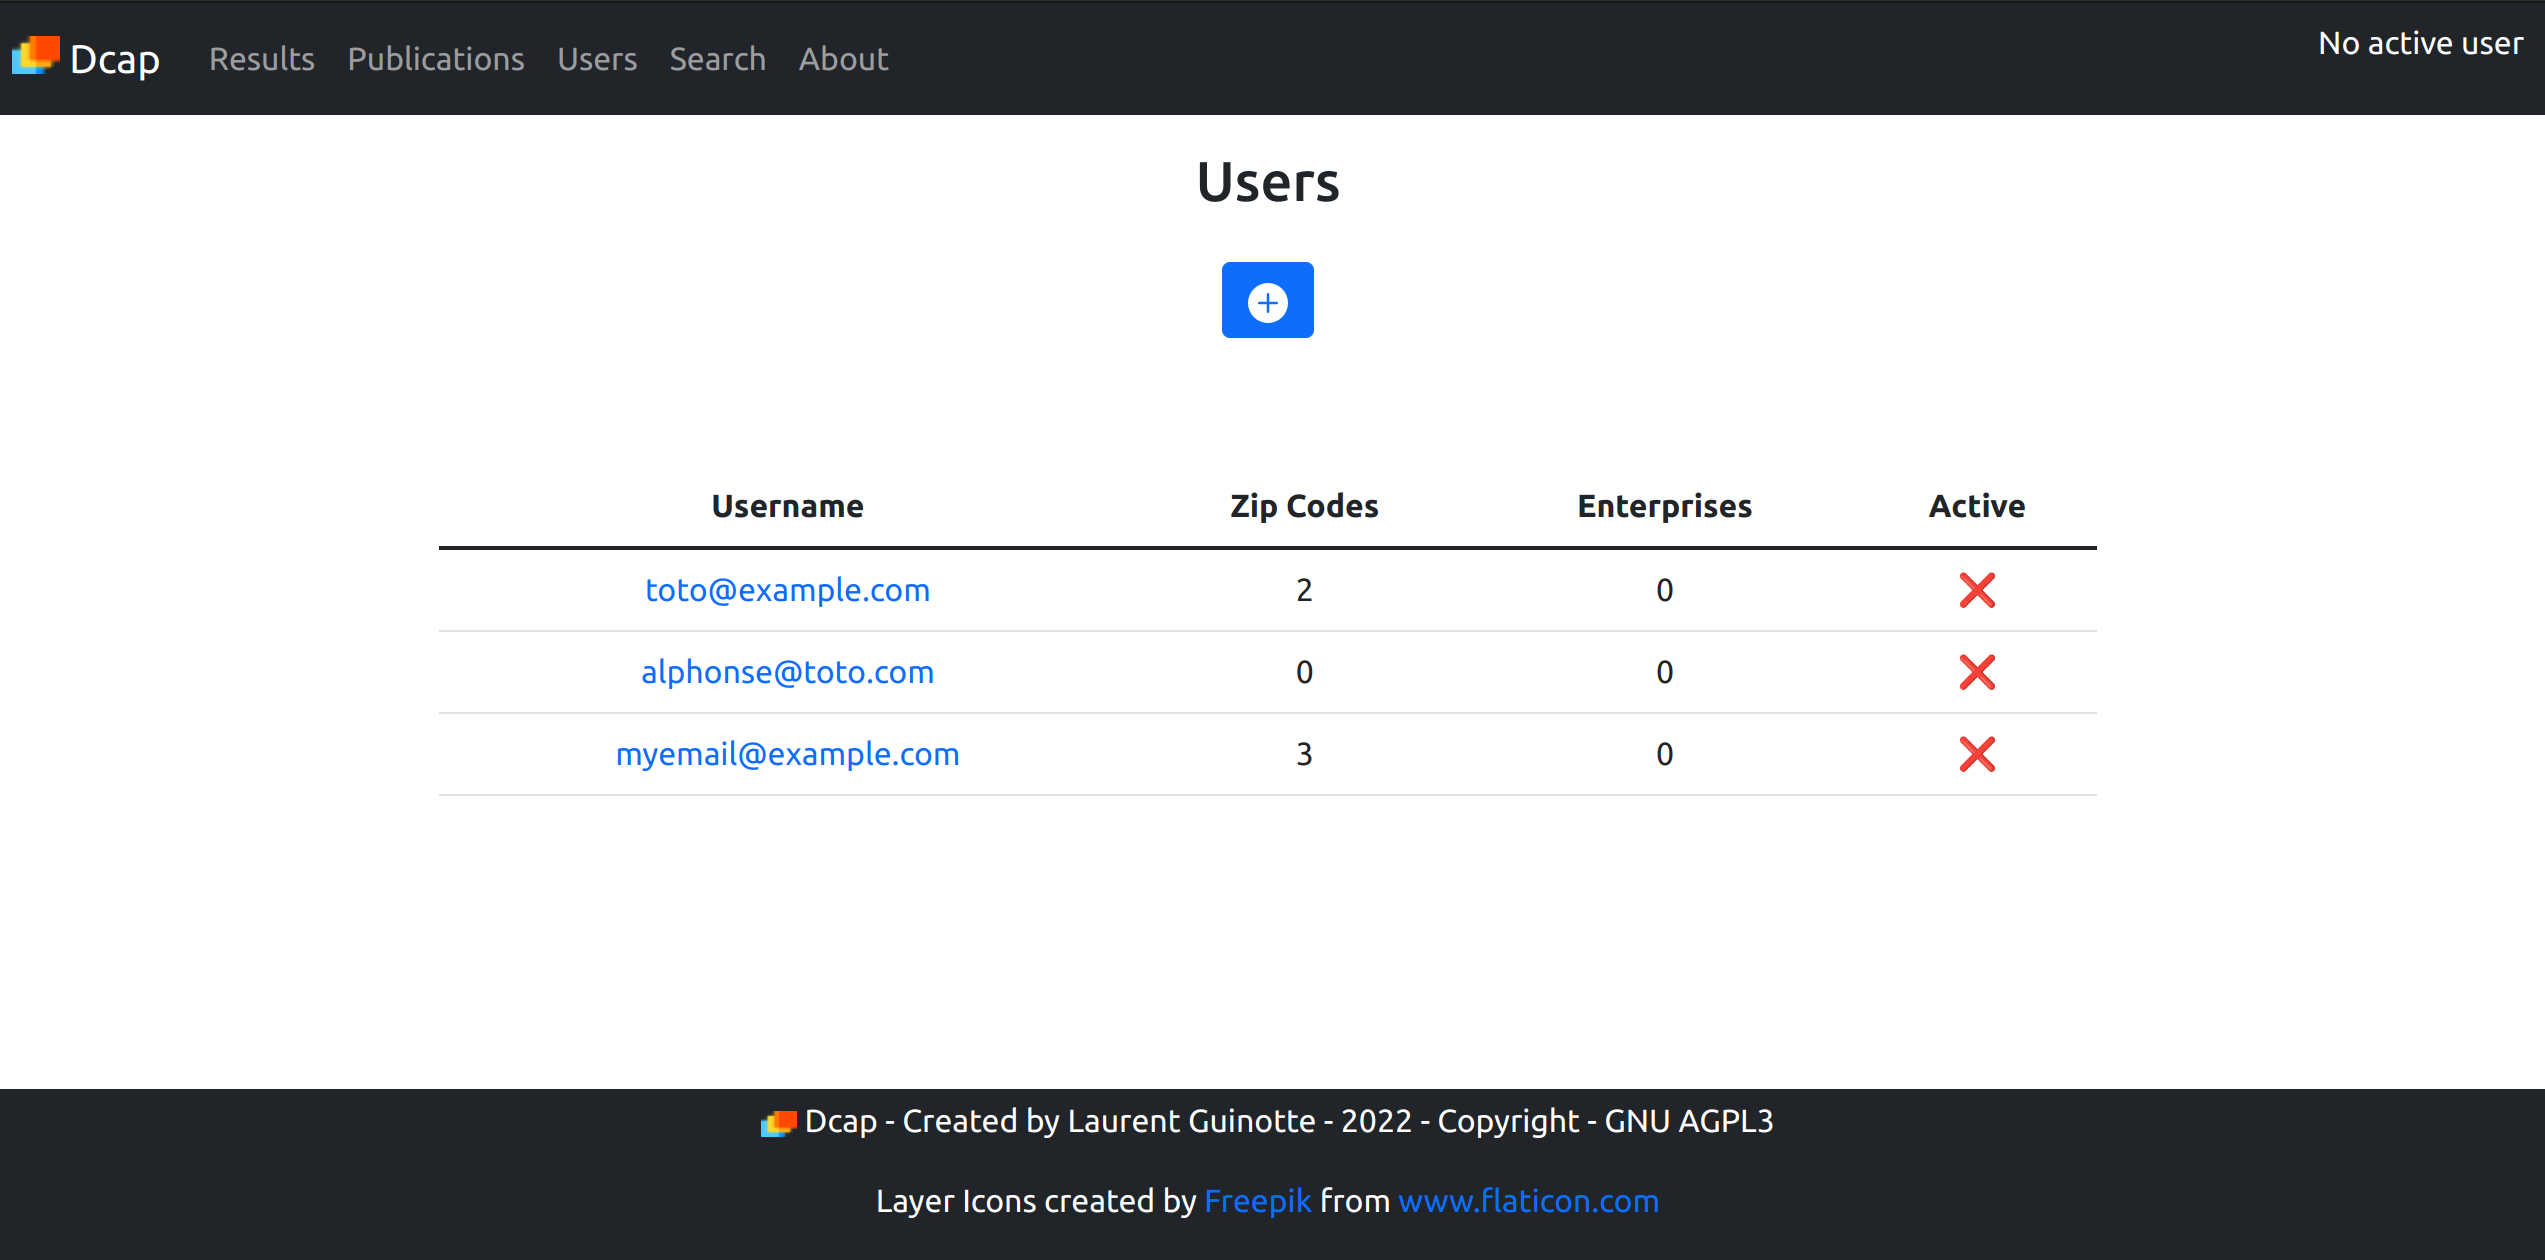 Dcap Results Publications Users Search About No active user
Users
Username Zip Codes Enterprises Active
toto@example.com 2 0 ❌
alphonse@toto.com 0 0 ❌
myemail@example.com 3 0 ❌
Dcap - Created by Laurent Guinotte - 2022 - Copyright - GNU AGPL3
Layer Icons created by Freepik from www.flaticon.com